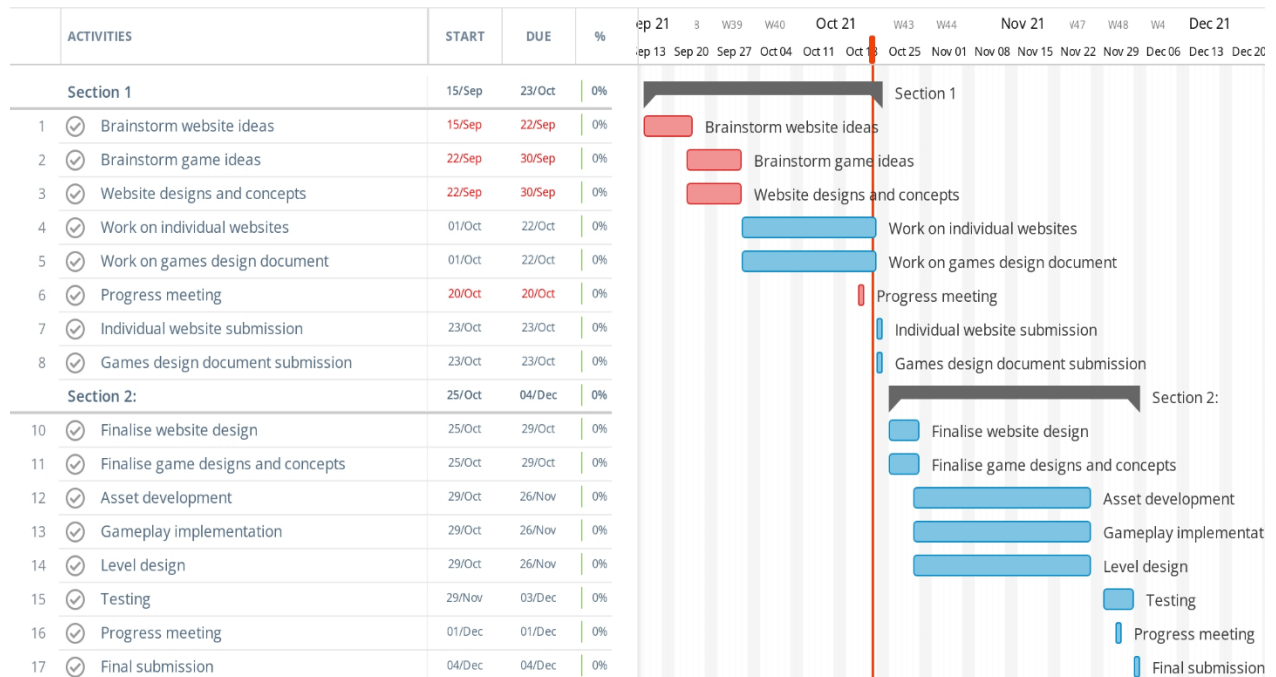 ep 21 8 W39 W40 Oct 21 W43 W44 Nov 21 W47 W48 W4 Dec 21
ACTIVITIES START DUE %
ep 13 Sep 20 Sep 27 Oct 04 Oct 11 Oct 18 Oct 25 Nov 01 Nov 08 Nov 15 Nov 22 Nov 29 Dec 06 Dec 13 Dec 20
Section 1 15/Sep 23/Oct 0% Section 1
1 Brainstorm website ideas 15/Sep 22/Sep 0% Brainstorm website ideas
2 Brainstorm game ideas 22/Sep 30/Sep 0% Brainstorm game ideas
3 Website designs and concepts 22/Sep 30/Sep 0% Website designs and concepts
4 Work on individual websites 01/Oct 22/Oct 0% Work on individual websites
5 Work on games design document 01/Oct 22/Oct 0% Work on games design document
6 Progress meeting 20/Oct 20/Oct 0% Progress meeting
7 Individual website submission 23/Oct 23/Oct 0% Individual website submission
8 Games design document submission 23/Oct 23/Oct 0% Games design document submission
Section 2: 25/Oct 04/Dec 0% Section 2:
10 Finalise website design 25/Oct 29/Oct 0% Finalise website design
11 Finalise game designs and concepts 25/Oct 29/Oct 0% Finalise game designs and concepts
12 Asset development 29/Oct 26/Nov 0% Asset development
13 Gameplay implementation 29/Oct 26/Nov 0% Gameplay implementat
14 Level design 29/Oct 26/Nov 0% Level design
15 Testing 29/Nov 03/Dec 0% Testing
16 Progress meeting 01/Dec 01/Dec 0% Progress meeting
17 Final submission 04/Dec 04/Dec 0% Final submission